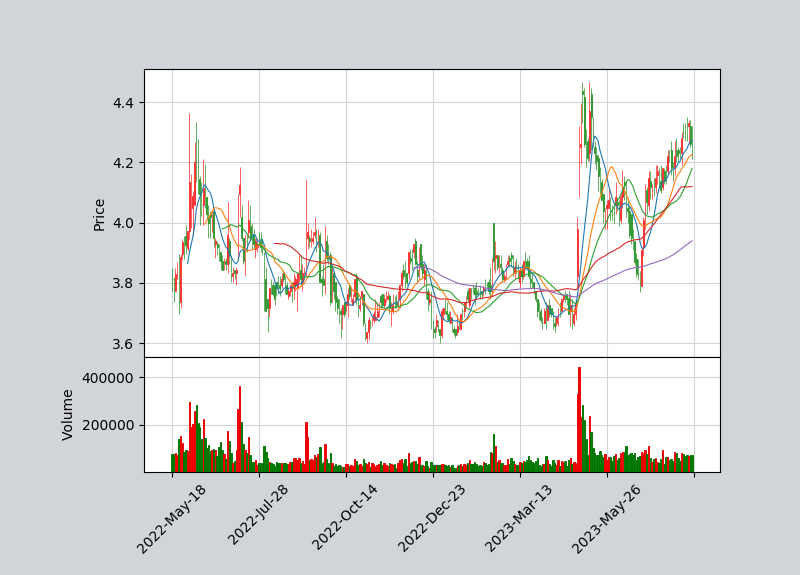 4.4
4.2
4.0
3.8
3.6
Price
400000
200000
Volume
2022-May-18
2022-Jul-28
2022-Oct-14
2022-Dec-23
2023-Mar-13
2023-May-26